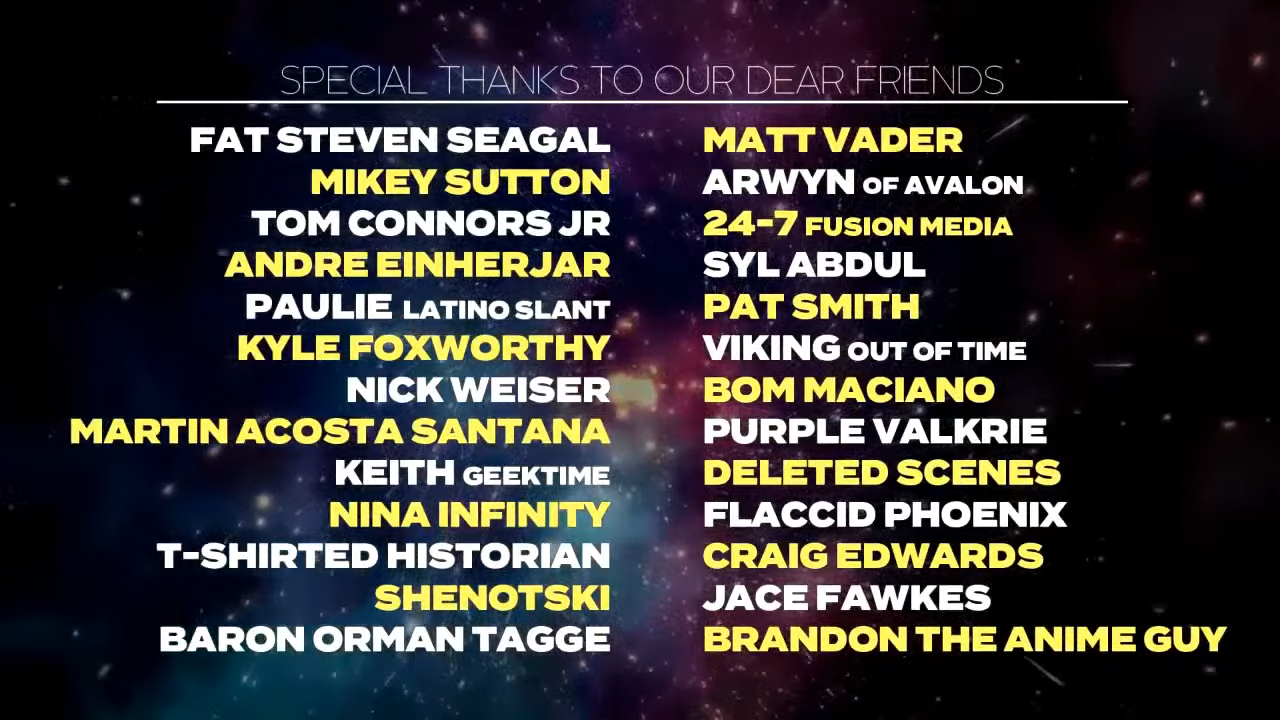 SPECIAL THANKS TO OUR DEAR FRIENDS
FAT STEVEN SEAGAL
MIKEY SUTTON
TOM CONNORS JR
ANDRE EINHERJAR
PAULIE LATINO SLANT
KYLE FOXWORTHY
NICK WEISER
MARTIN ACOSTA SANTANA
KEITH GEEKTIME
NINA INFINITY
T-SHIRTED HISTORIAN
SHENOTSKI
BARON ORMAN TAGGE
MATT VADER
ARWYN OF AVALON
24-7 FUSION MEDIA
SYL ABDUL
PAT SMITH
VIKING OUT OF TIME
BOM MACIANO
PURPLE VALKRIE
DELETED SCENES
FLACCID PHOENIX
CRAIG EDWARDS
JACE FAWKES
BRANDON THE ANIME GUY